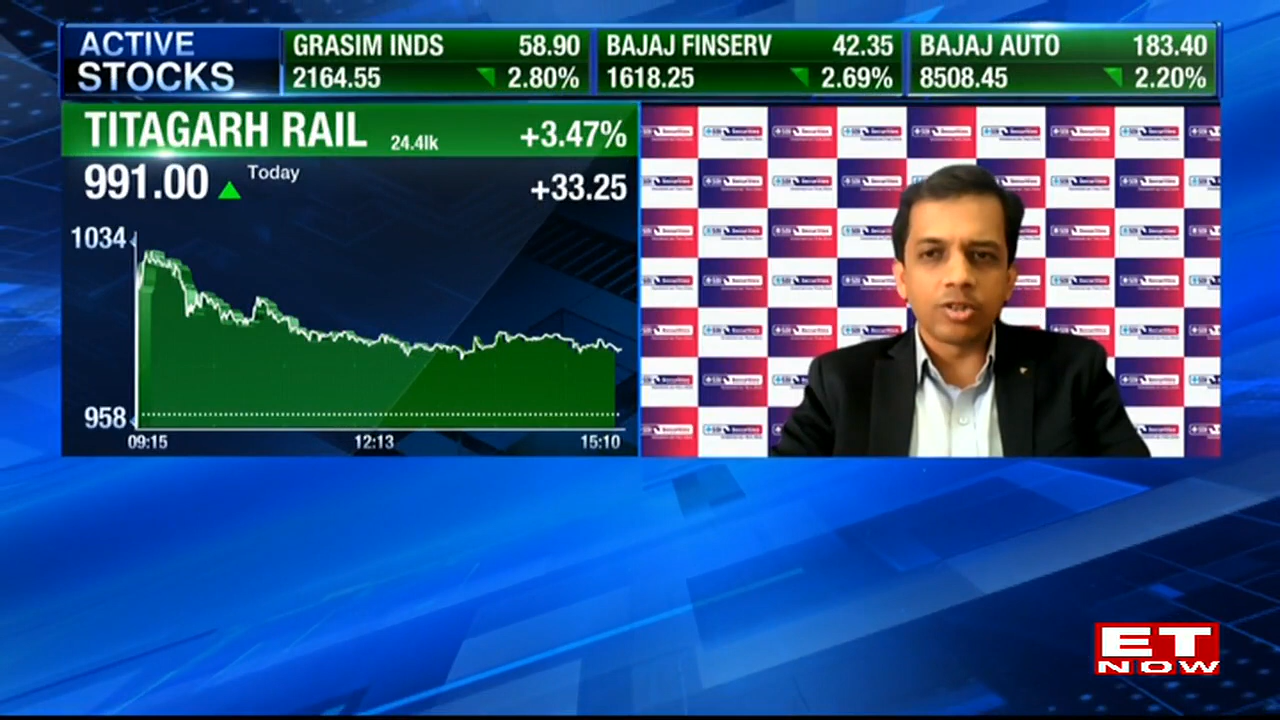 ACTIVE
STOCKS
GRASIM INDS 58.90
2164.55 2.80%
BAJAJ FINSERV 42.35
1618.25 2.69%
BAJAJ AUTO 183.40
8508.45 2.20%
TITAGARH RAIL 24.4lk +3.47%
991.00 Today
+33.25
1034
958
09:15 12:13 15:10
Securities
ET
NOW